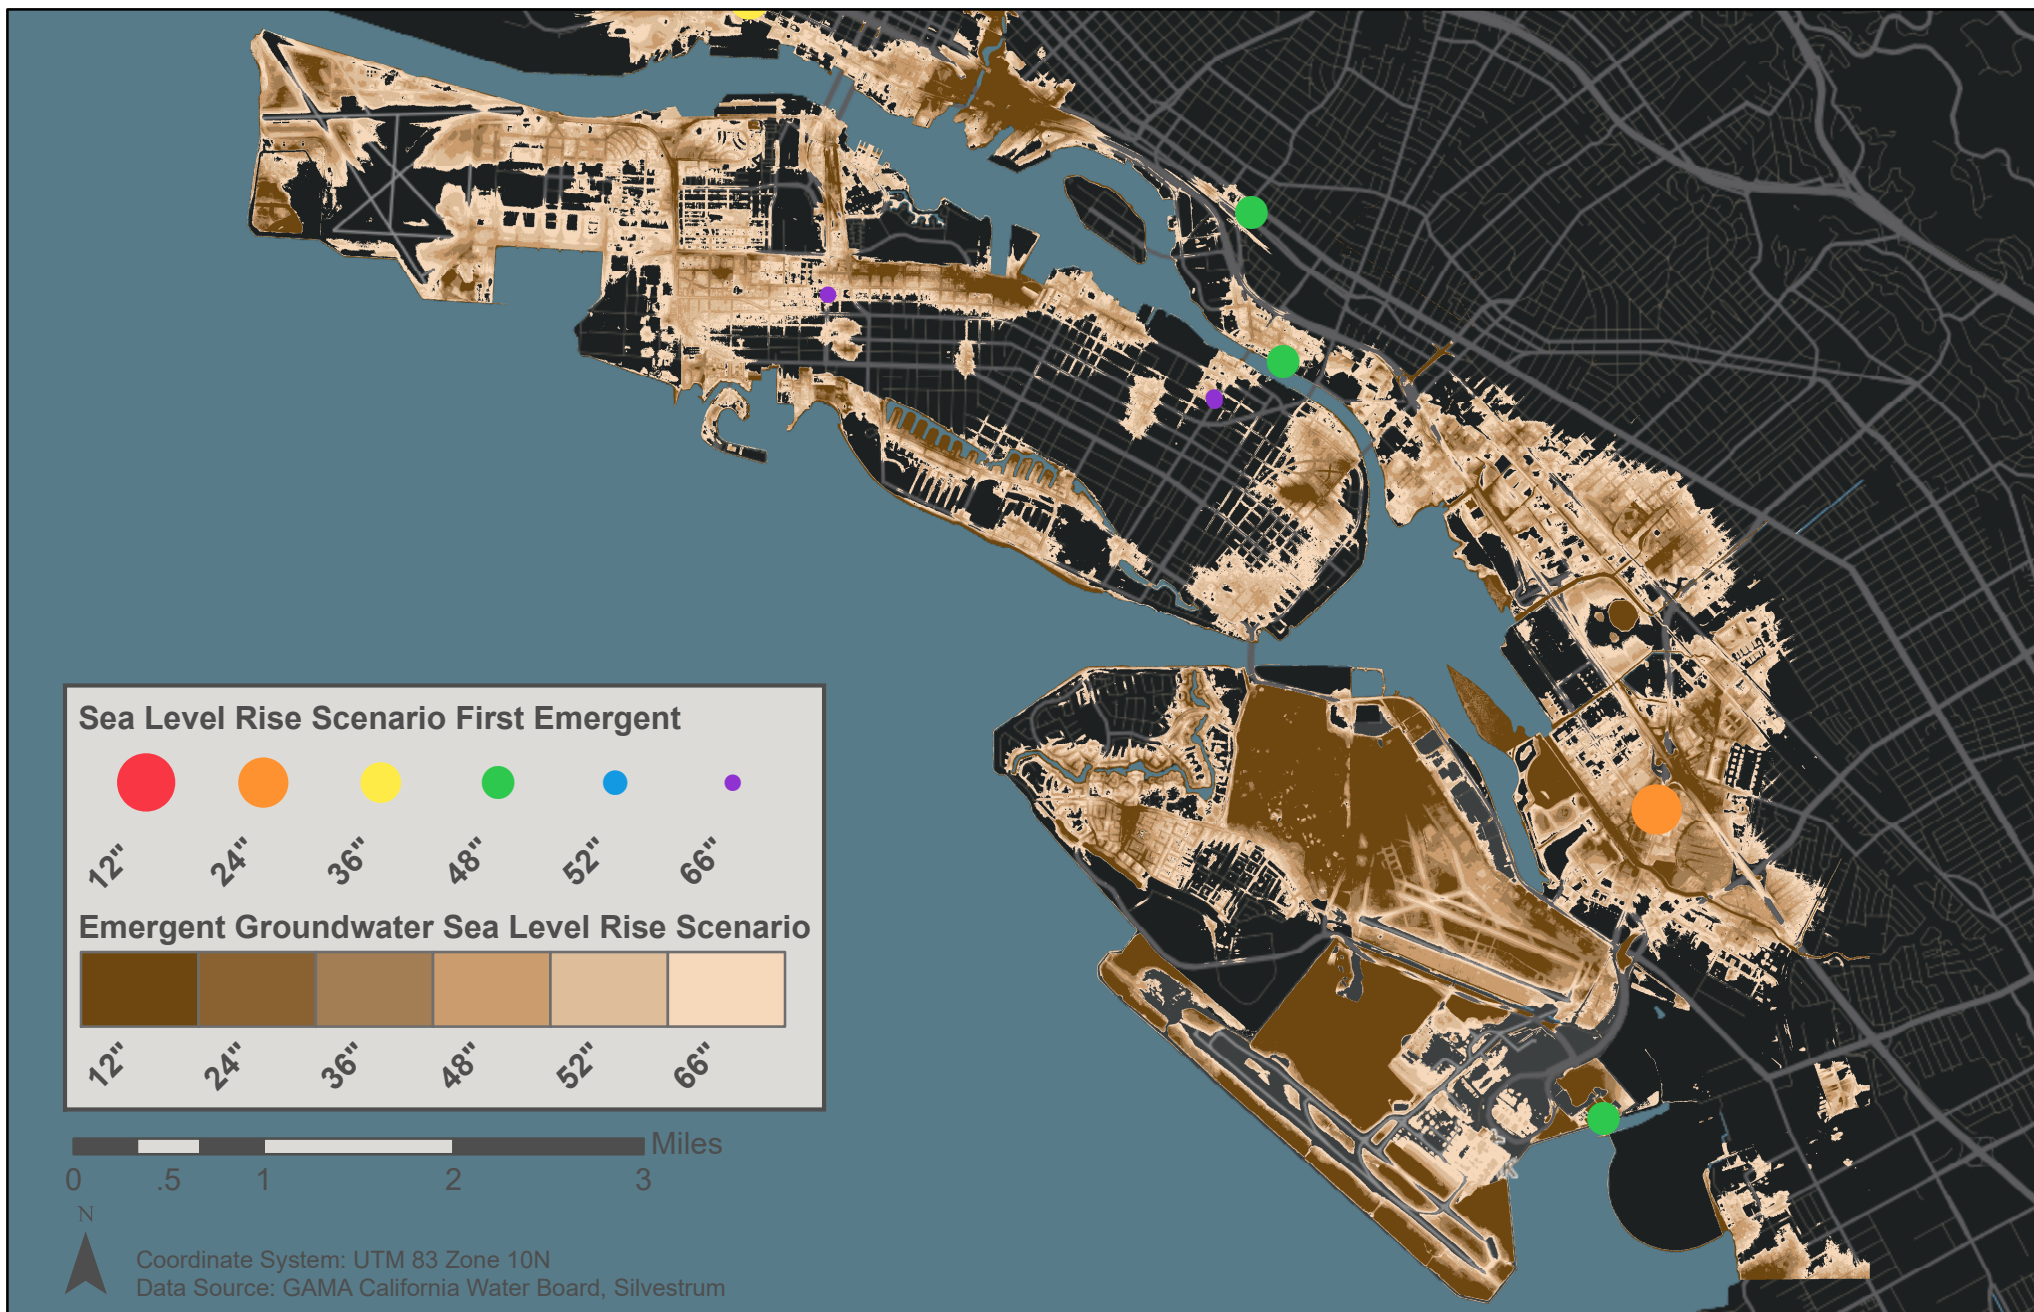 Sea Level Rise Scenario First Emergent
12" 24" 36" 48" 52" 66"
Emergent Groundwater Sea Level Rise Scenario
12" 24" 36" 48" 52" 66"
Miles
0 .5 1 2 3
N
Coordinate System: UTM 83 Zone 10N
Data Source: GAMA California Water Board, Silvestrum